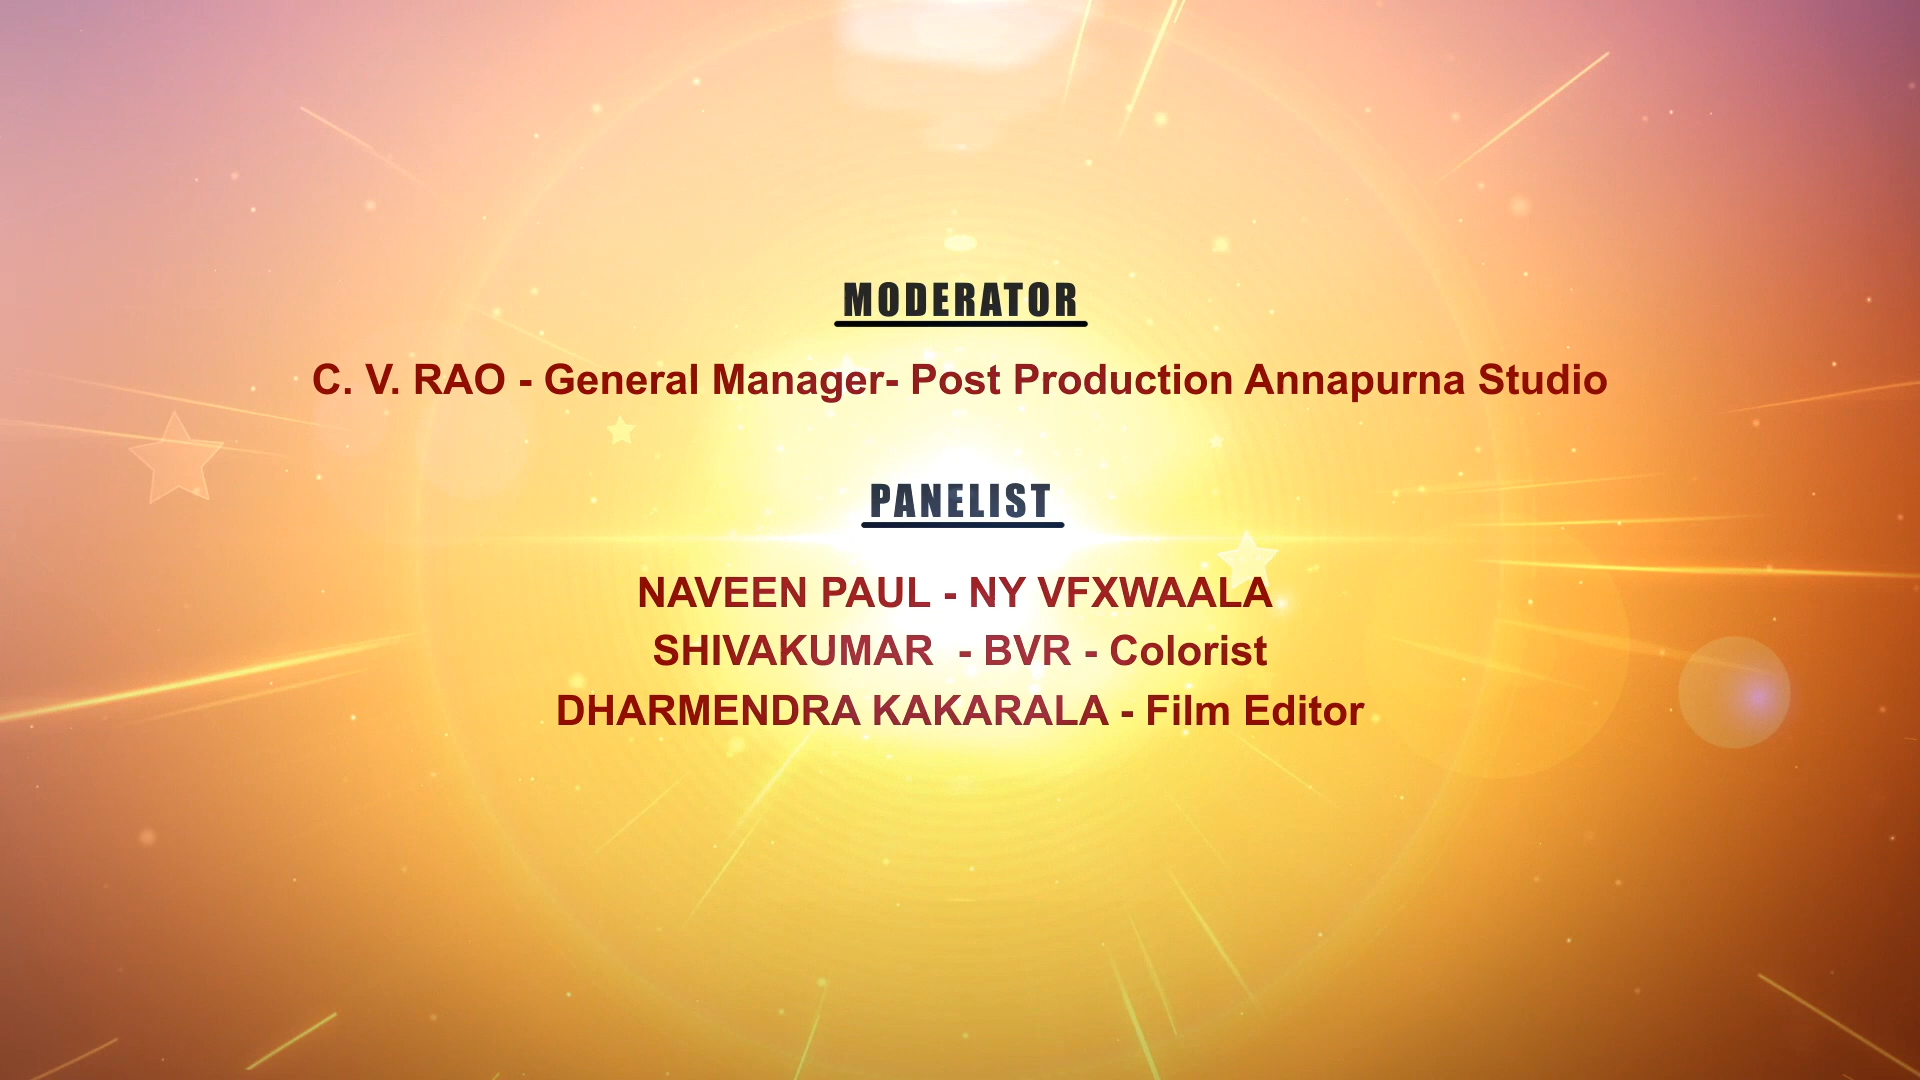 MODERATOR
C. V. RAO - General Manager- Post Production Annapurna Studio
PANELIST
NAVEEN PAUL - NY VFXWAALA
SHIVAKUMAR  - BVR - Colorist
DHARMENDRA KAKARALA - Film Editor